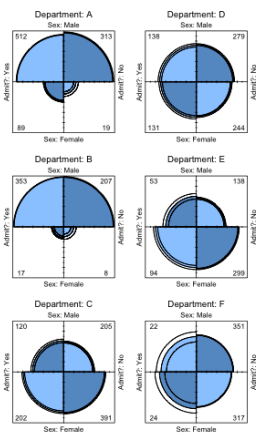 Department: A
Sex: Male
512 313
Admit?: Yes
Admit?: No
89 19
Sex: Female
Department: D
Sex: Male
138 279
Admit?: Yes
Admit?: No
131 244
Sex: Female
Department: B
Sex: Male
353 207
Admit?: Yes
Admit?: No
17 8
Sex: Female
Department: E
Sex: Male
53 138
Admit?: Yes
Admit?: No
94 299
Sex: Female
Department: C
Sex: Male
120 205
Admit?: Yes
Admit?: No
202 391
Sex: Female
Department: F
Sex: Male
22 351
Admit?: Yes
Admit?: No
24 317
Sex: Female